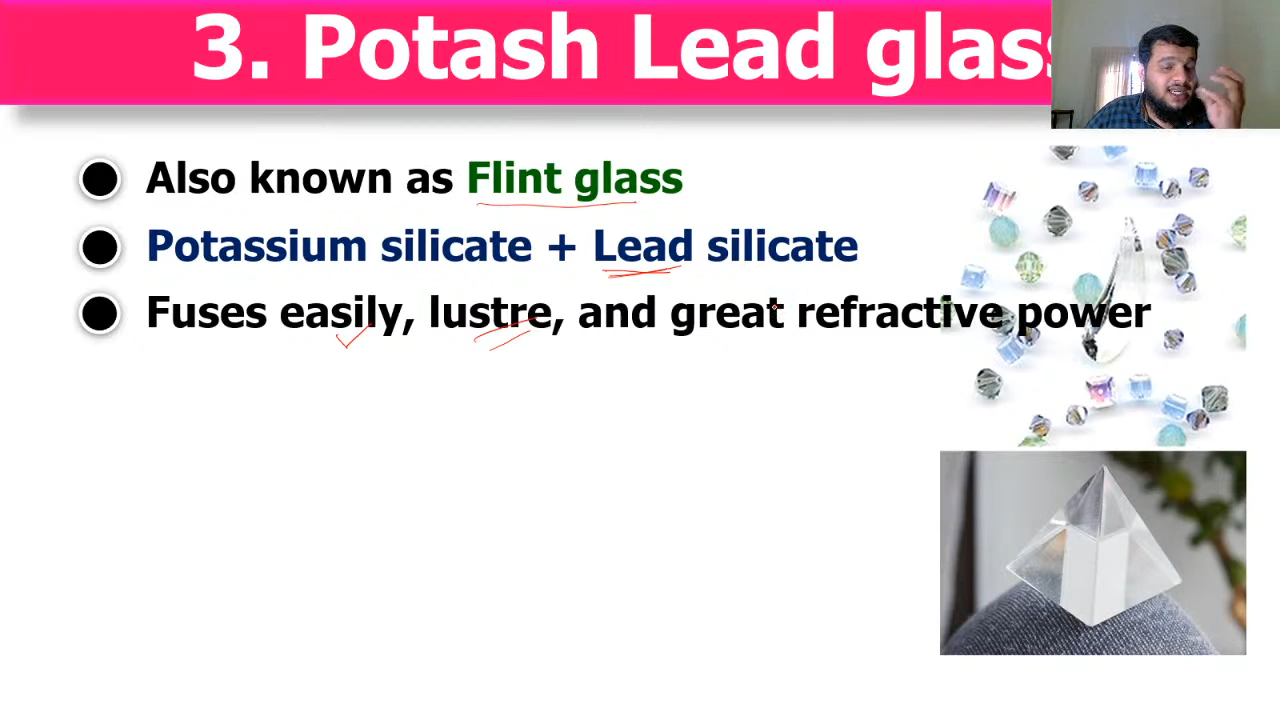 3. Potash Lead glass
Also known as Flint glass
Potassium silicate + Lead silicate
Fuses easily, lustre, and great refractive power